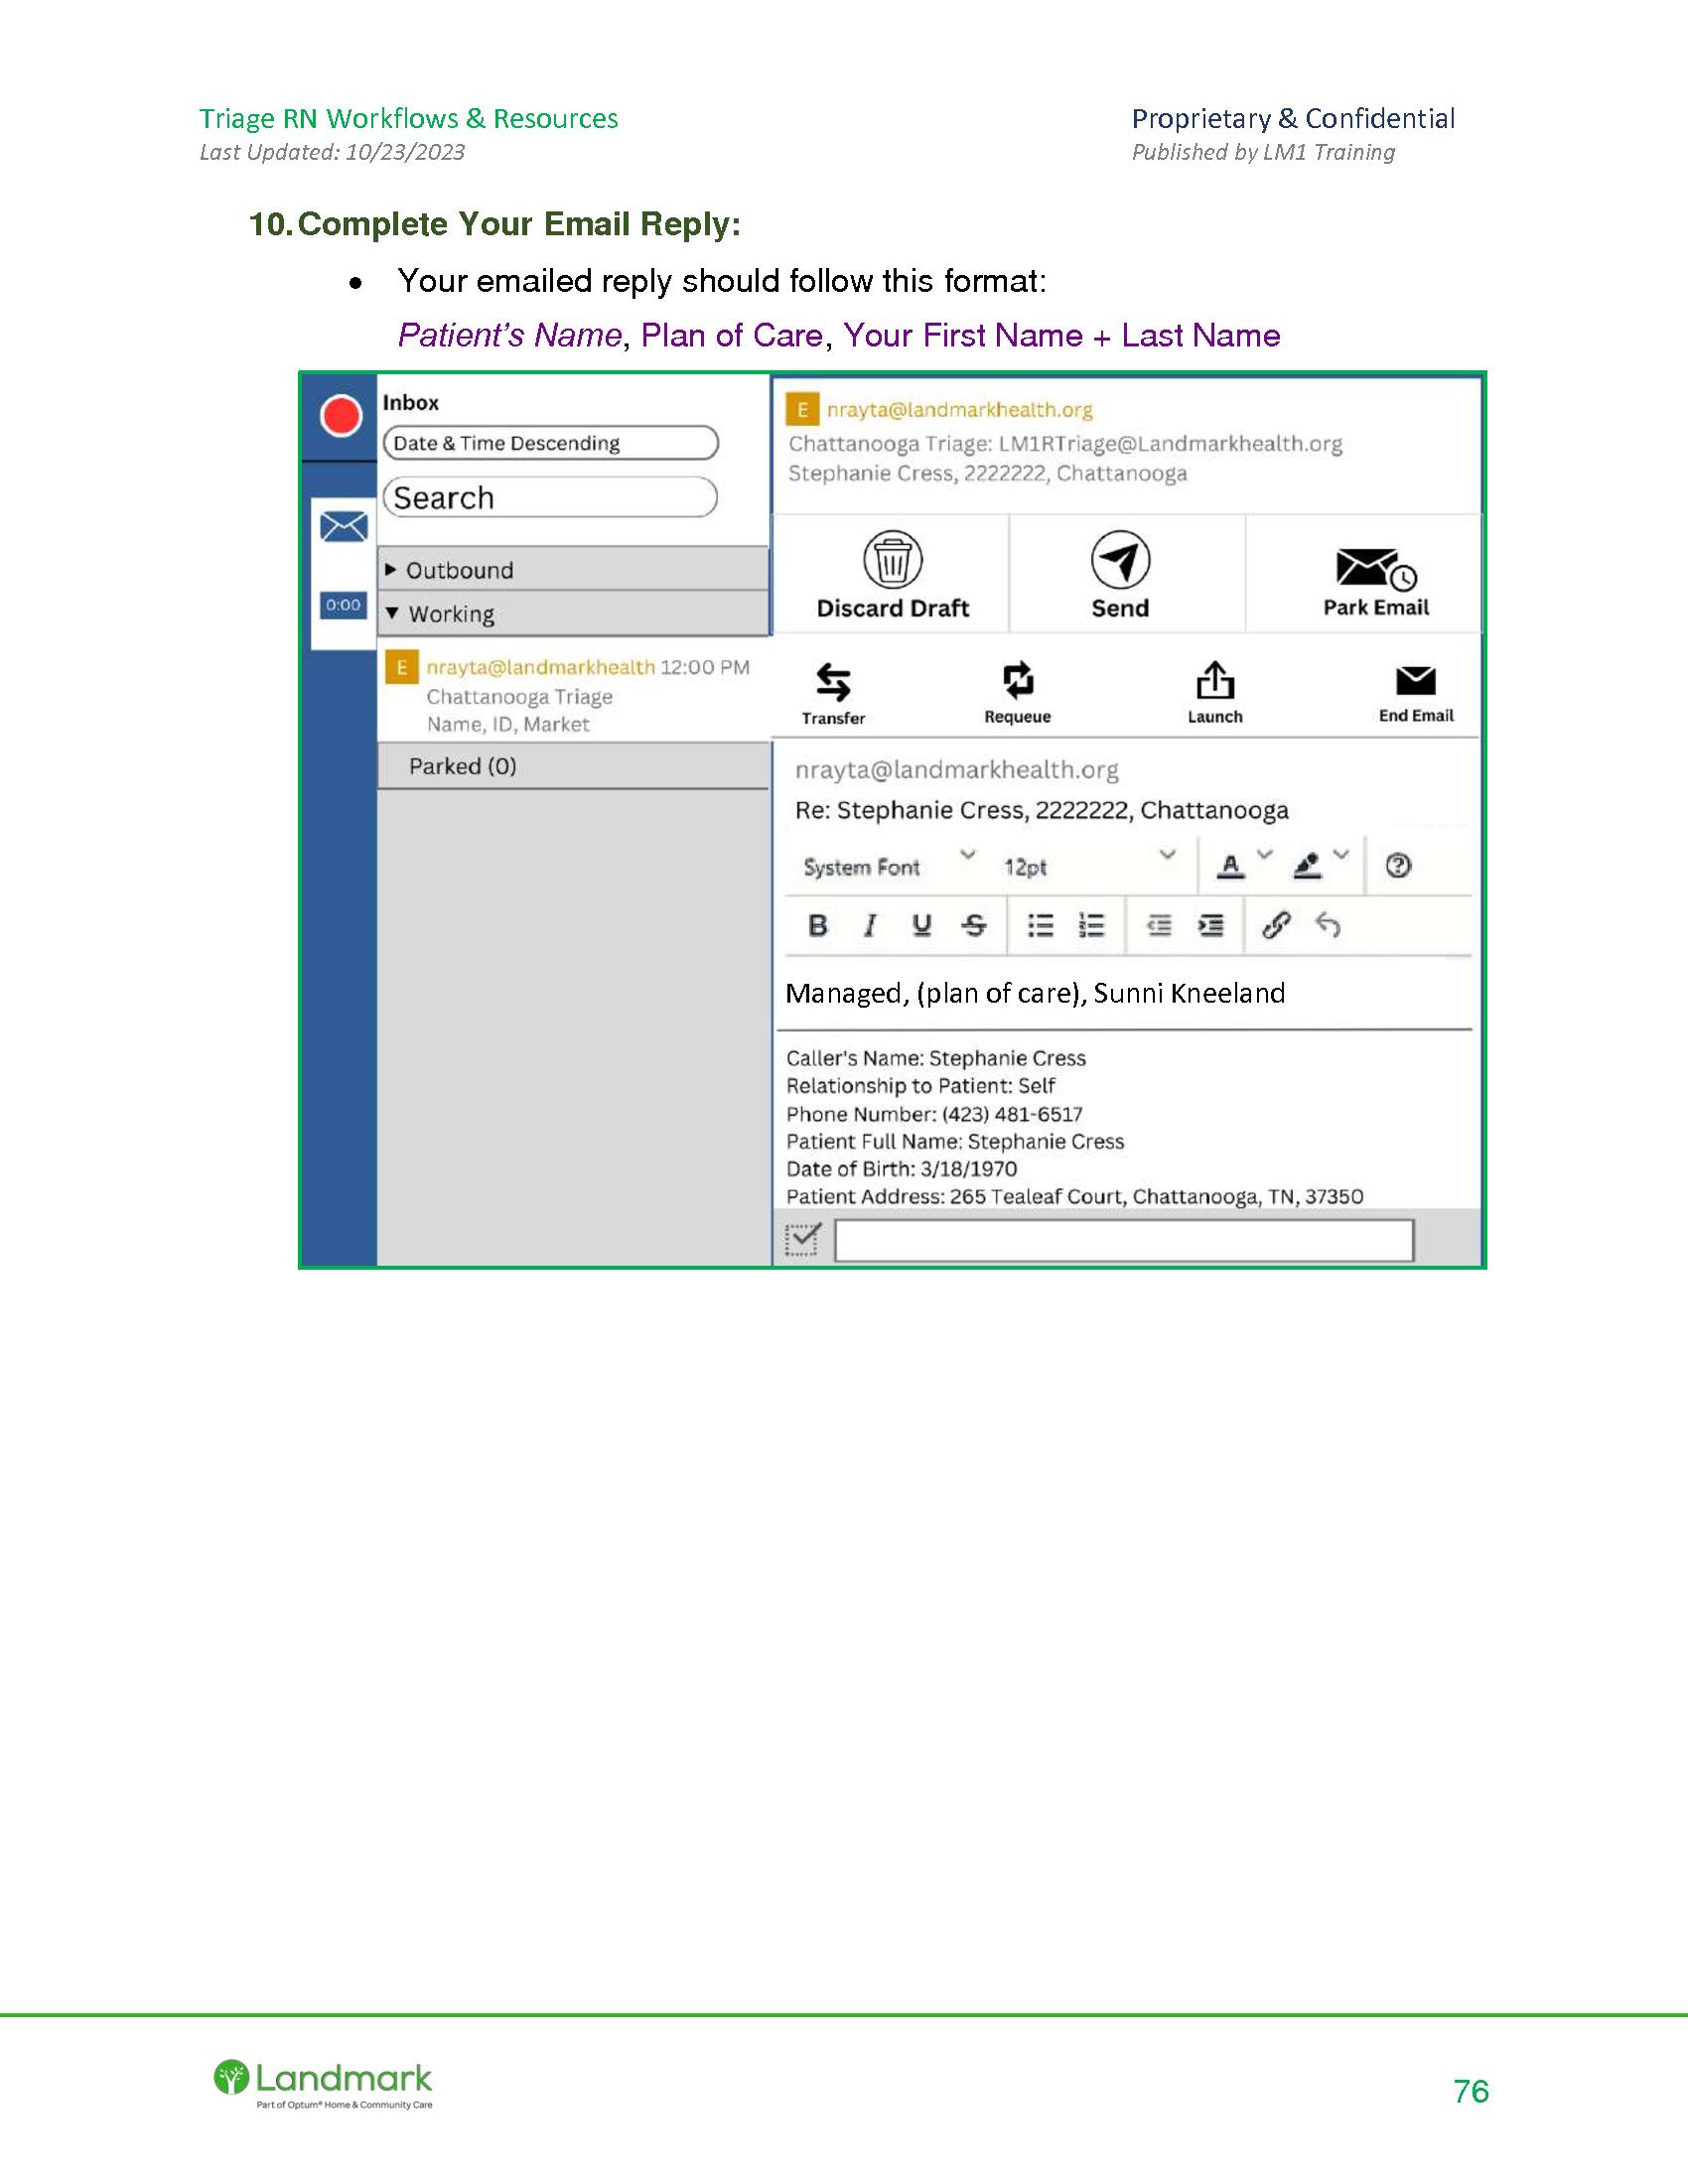 Triage RN Workflows & Resources
Last Updated: 10/23/2023
Proprietary & Confidential
Published by LM1 Training
10. Complete Your Email Reply:
• Your emailed reply should follow this format:
Patient's Name, Plan of Care, Your First Name + Last Name
Inbox
Date & Time Descending
Search
0:00
▶ Outbound
▼ Working
E nrayta@landmarkhealth 12:00 PM
Chattanooga Triage
Name, ID, Market
Parked (0)
E nrayta@landmarkhealth.org
Chattanooga Triage: LM1RTriage@Landmarkhealth.org
Stephanie Cress, 2222222, Chattanooga
Discard Draft Send Park Email
Transfer Requeue Launch End Email
nrayta@landmarkhealth.org
Re: Stephanie Cress, 2222222, Chattanooga
System Font 12pt A
B I U S
Managed, (plan of care), Sunni Kneeland
Caller's Name: Stephanie Cress
Relationship to Patient: Self
Phone Number: (423) 481-6517
Patient Full Name: Stephanie Cress
Date of Birth: 3/18/1970
Patient Address: 265 Tealeaf Court, Chattanooga, TN, 37350
Landmark
Part of Optum® Home & Community Care
76